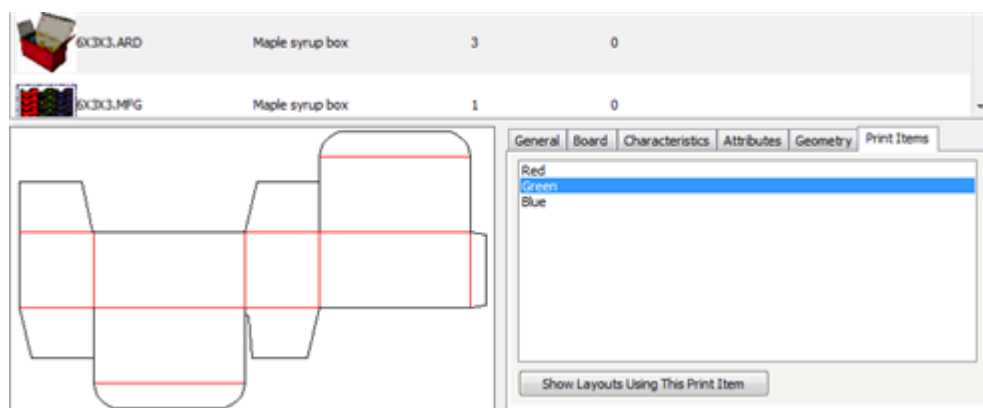 6X3X3.ARD Maple syrup box 3 0
6X3X3.MFG Maple syrup box 1 0
General Board Characteristics Attributes Geometry Print Items
Red
Green
Blue
Show Layouts Using This Print Item